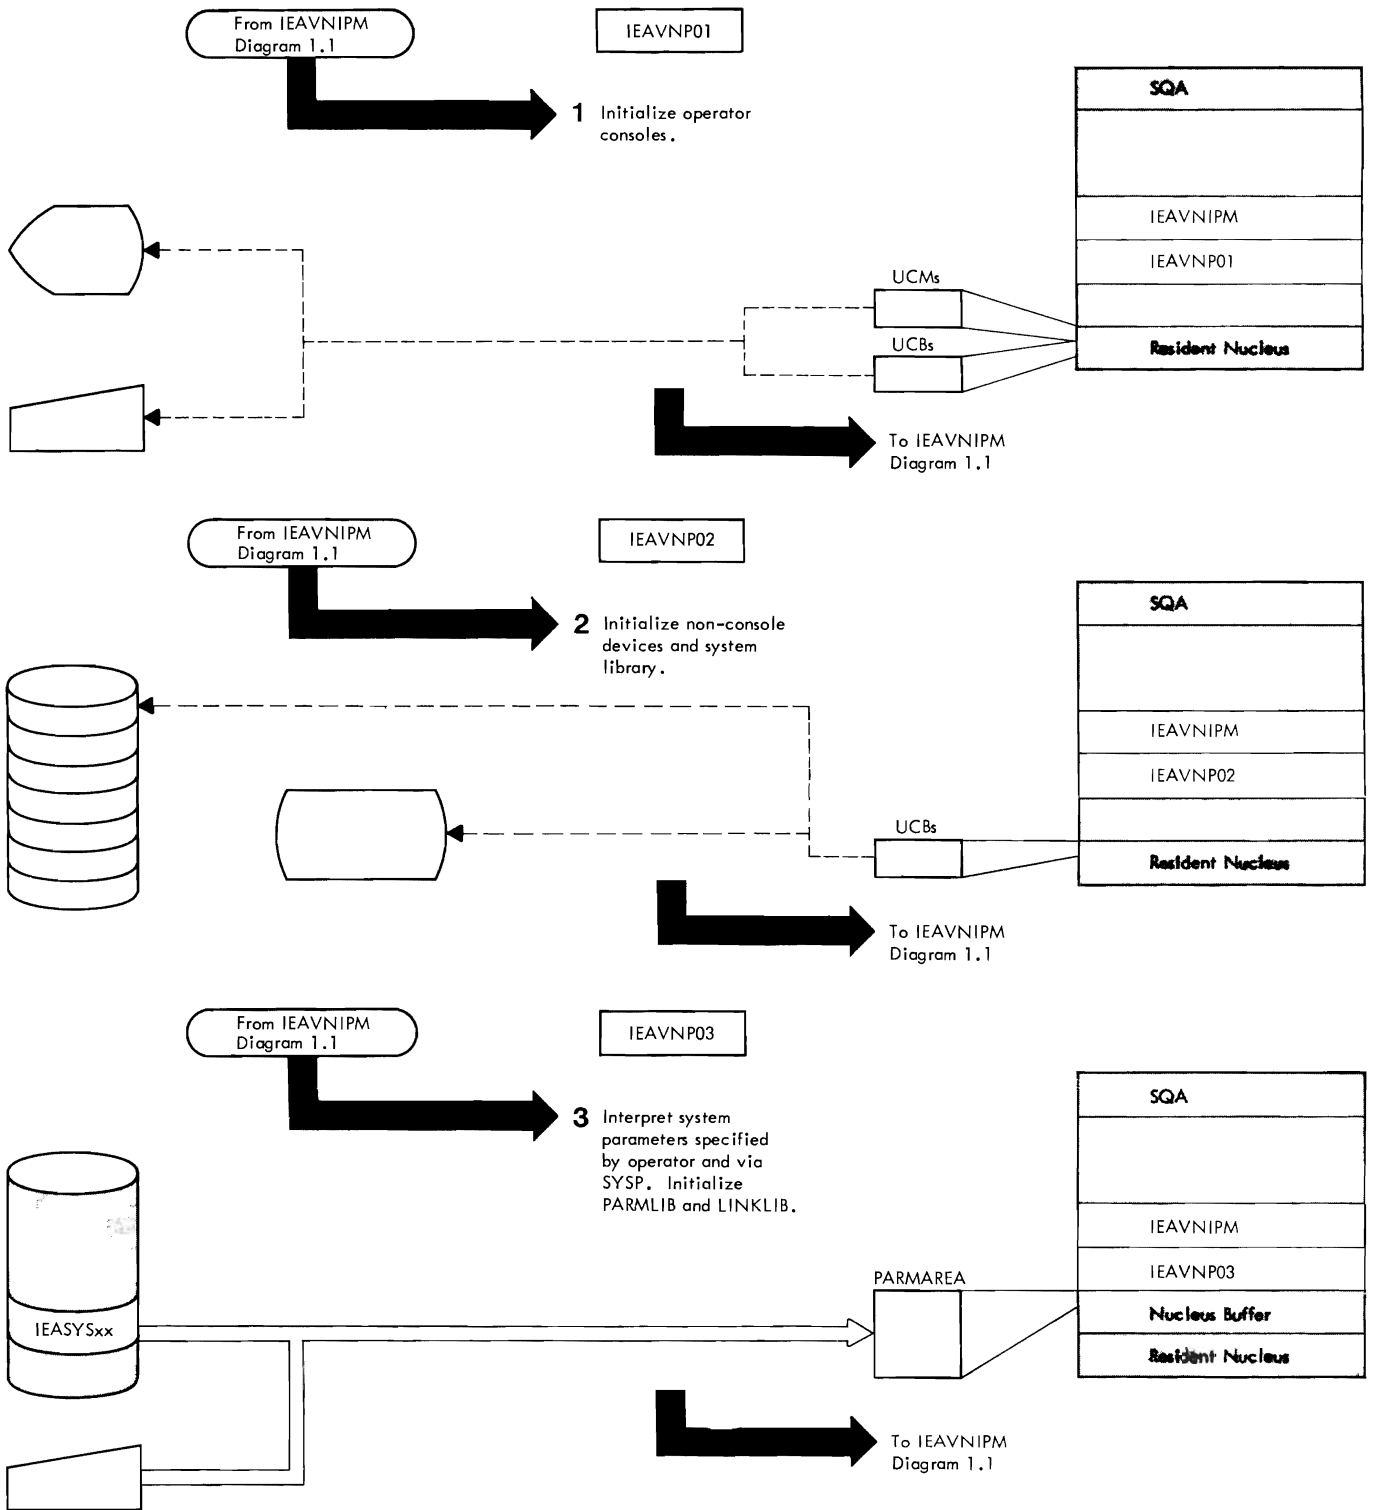 From IEAVNIPM
Diagram 1.1
IEAVNP01
1 Initialize operator
consoles.
SQA
IEAVNIPM
IEAVNP01
Resident Nucleus
UCMs
UCBs
To IEAVNIPM
Diagram 1.1
From IEAVNIPM
Diagram 1.1
IEAVNP02
2 Initialize non-console
devices and system
library.
SQA
IEAVNIPM
IEAVNP02
Resident Nucleus
UCBs
To IEAVNIPM
Diagram 1.1
From IEAVNIPM
Diagram 1.1
IEAVNP03
3 Interpret system
parameters specified
by operator and via
SYSP. Initialize
PARMLIB and LINKLIB.
SQA
IEAVNIPM
IEAVNP03
Nucleus Buffer
Resident Nucleus
PARMAREA
IEASYSxx
To IEAVNIPM
Diagram 1.1